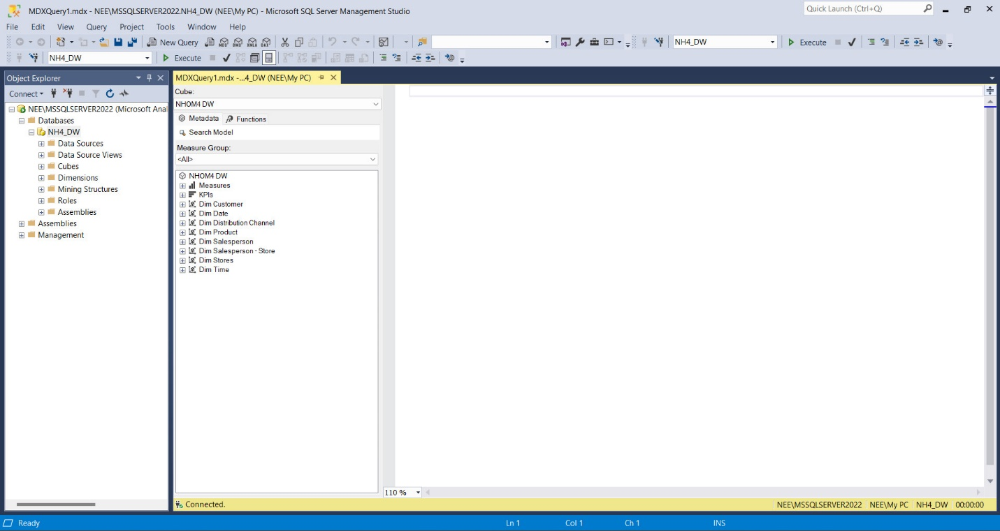 MDXQuery1.mdx - NEE\MSSQLSERVER2022.NH4_DW (NEE\My PC) - Microsoft SQL Server Management Studio
Quick Launch (Ctrl+Q)
File Edit View Query Project Tools Window Help
New Query MDX DMX XMLA DAX NH4_DW Execute
NH4_DW Execute
Object Explorer
MDXQuery1.mdx -...4_DW (NEE\My PC)
Connect
NEE\MSSQLSERVER2022 (Microsoft Anal
Databases
NH4_DW
Data Sources
Data Source Views
Cubes
Dimensions
Mining Structures
Roles
Assemblies
Assemblies
Management
Cube:
NHOM4 DW
Metadata Functions
Search Model
Measure Group:
<All>
NHOM4 DW
Measures
KPIs
Dim Customer
Dim Date
Dim Distribution Channel
Dim Product
Dim Salesperson
Dim Salesperson - Store
Dim Stores
Dim Time
110 %
Connected. NEE\MSSQLSERVER2022 NEE\My PC NH4_DW 00:00:00
Ready Ln 1 Col 1 Ch 1 INS